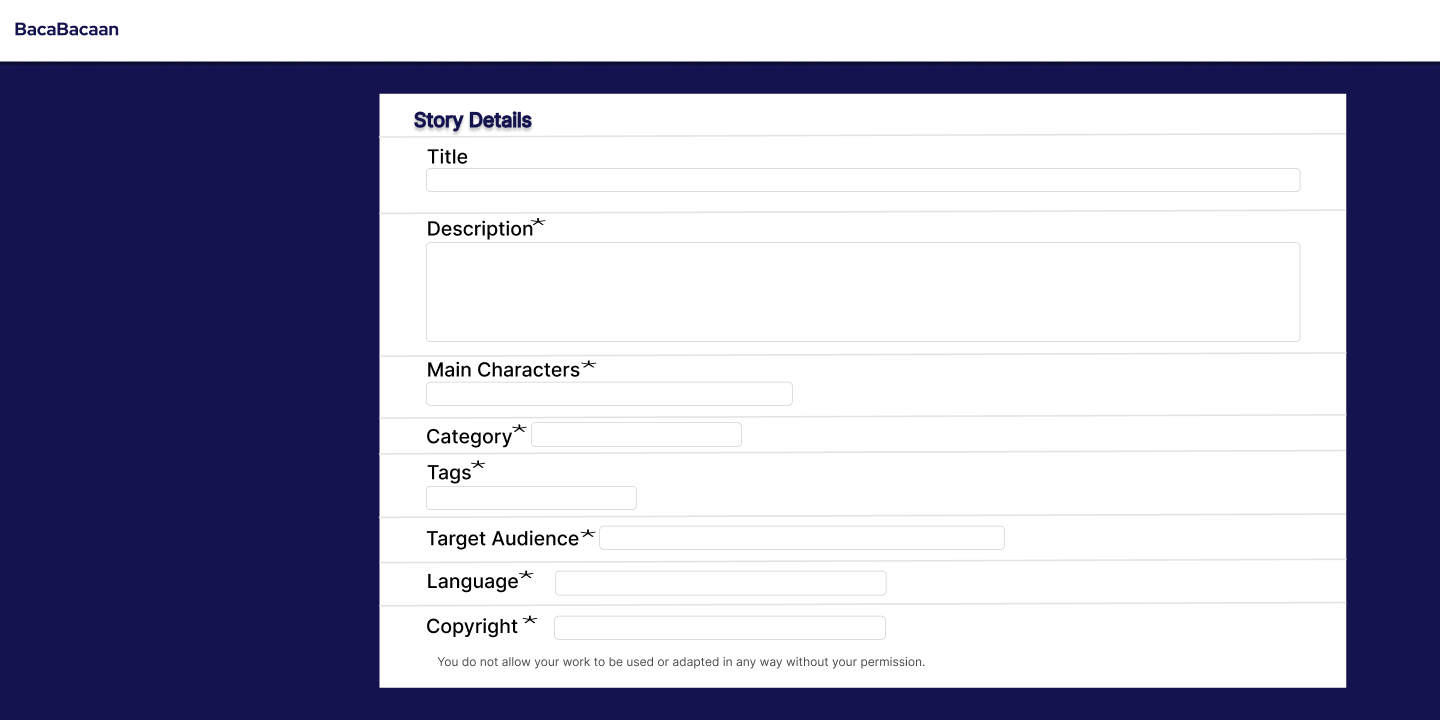 BacaBacaan
Story Details
Title
Description*
Main Characters*
Category*
Tags*
Target Audience*
Language*
Copyright *
You do not allow your work to be used or adapted in any way without your permission.